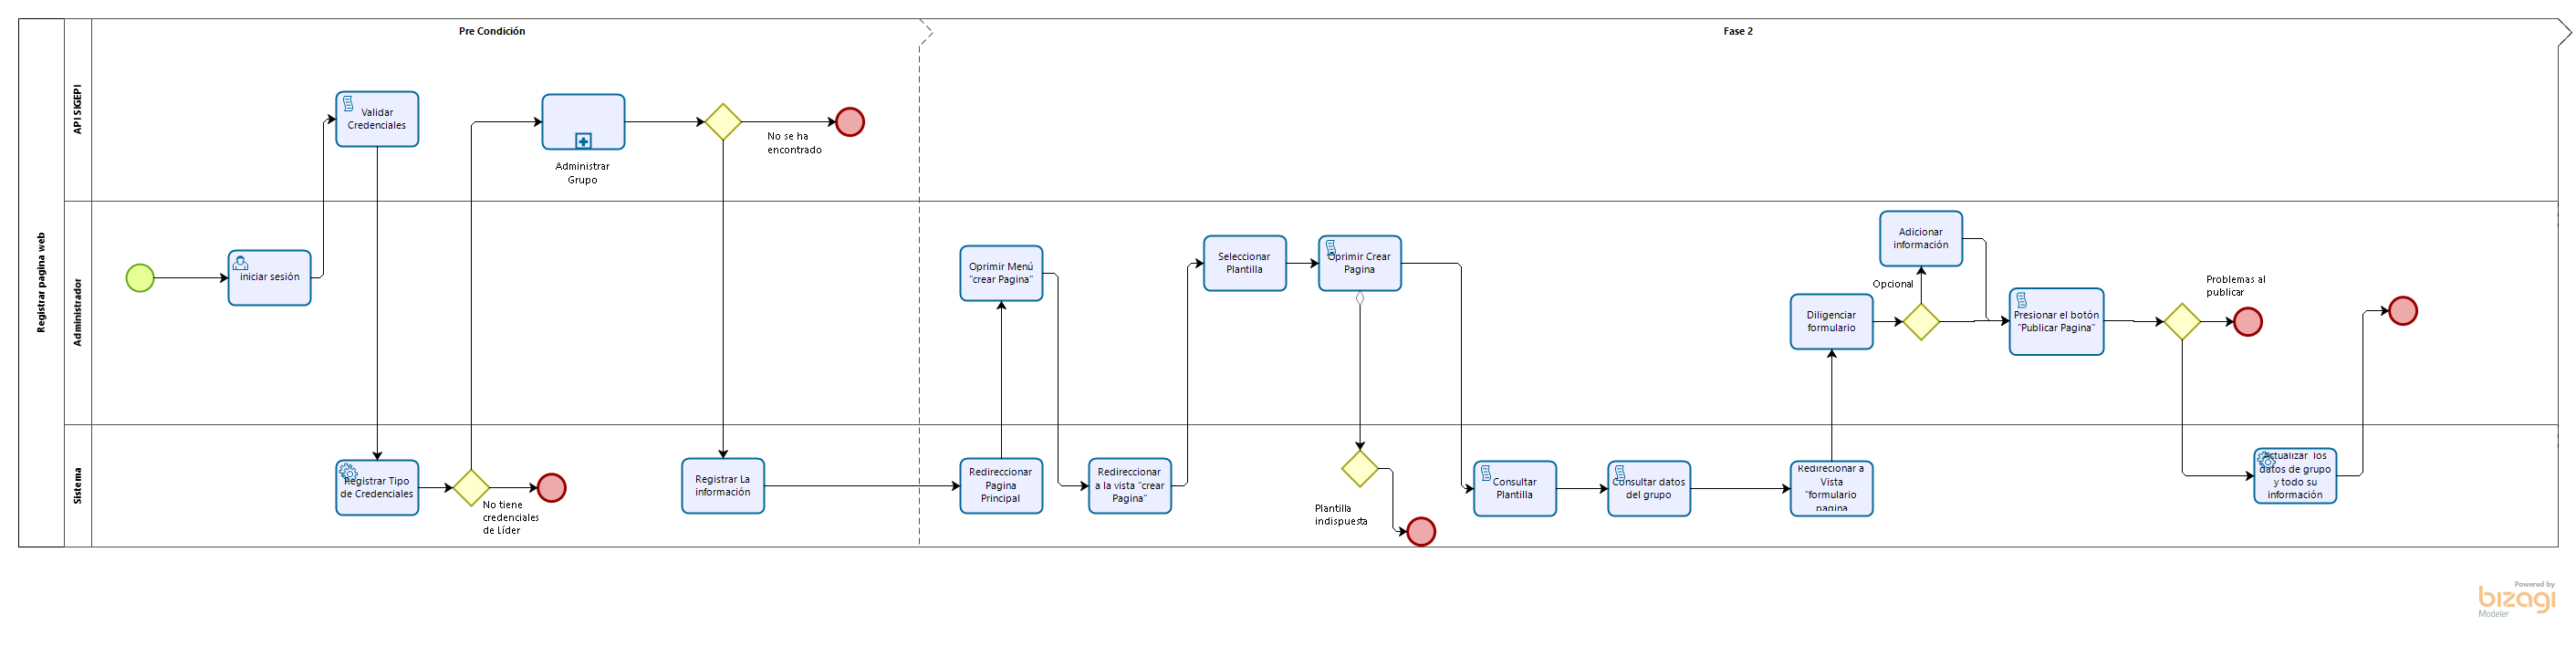 Pre Condición
Fase 2
Registrar pagina web
API SIGEPI
Validar
Credenciales
Administrar
Grupo
No se ha
encontrado
Administrador
iniciar sesión
Oprimir Menú
"crear Pagina"
Seleccionar
Plantilla
Oprimir Crear
Pagina
Adicionar
información
Opcional
Diligenciar
formulario
Presionar el botón
"Publicar Pagina"
Problemas al
publicar
Sistema
Registrar Tipo
de Credenciales
No tiene
credenciales
de Líder
Registrar La
información
Redireccionar
Pagina
Principal
Redireccionar
a la vista "crear
Pagina"
Plantilla
indispuesta
Consultar
Plantilla
Consultar datos
del grupo
Redirecionar a
Vista
"formulario
pagina
Actualizar los
datos de grupo
y todo su
información
Powered by
bizagi
Modeler